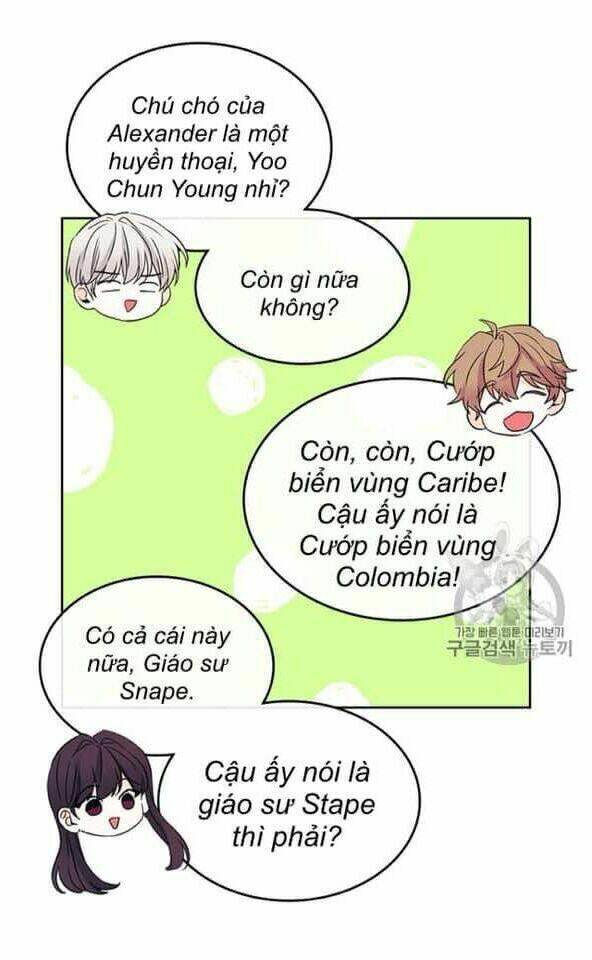 Chú chó của
Alexander là một
huyền thoại, Yoo
Chun Young nhỉ?
Còn gì nữa
không?
Còn, còn, Cướp
biển vùng Caribe!
Cậu ấy nói là
Cướp biển vùng
Colombia!
가장 빠른 웹툰 미리보기
구글검색 뉴토끼
Có cả cái này
nữa, Giáo sư
Snape.
Cậu ấy nói là
giáo sư Stape
thì phải?